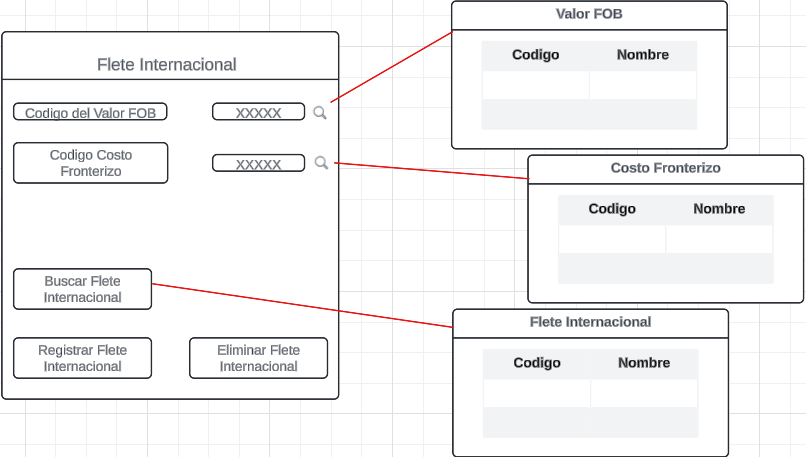 Valor FOB
Codigo Nombre
Flete Internacional
Codigo del Valor FOB XXXXX
Codigo Costo
Fronterizo
XXXXX
Costo Fronterizo
Codigo Nombre
Buscar Flete
Internacional
Flete Internacional
Codigo Nombre
Registrar Flete
Internacional
Eliminar Flete
Internacional